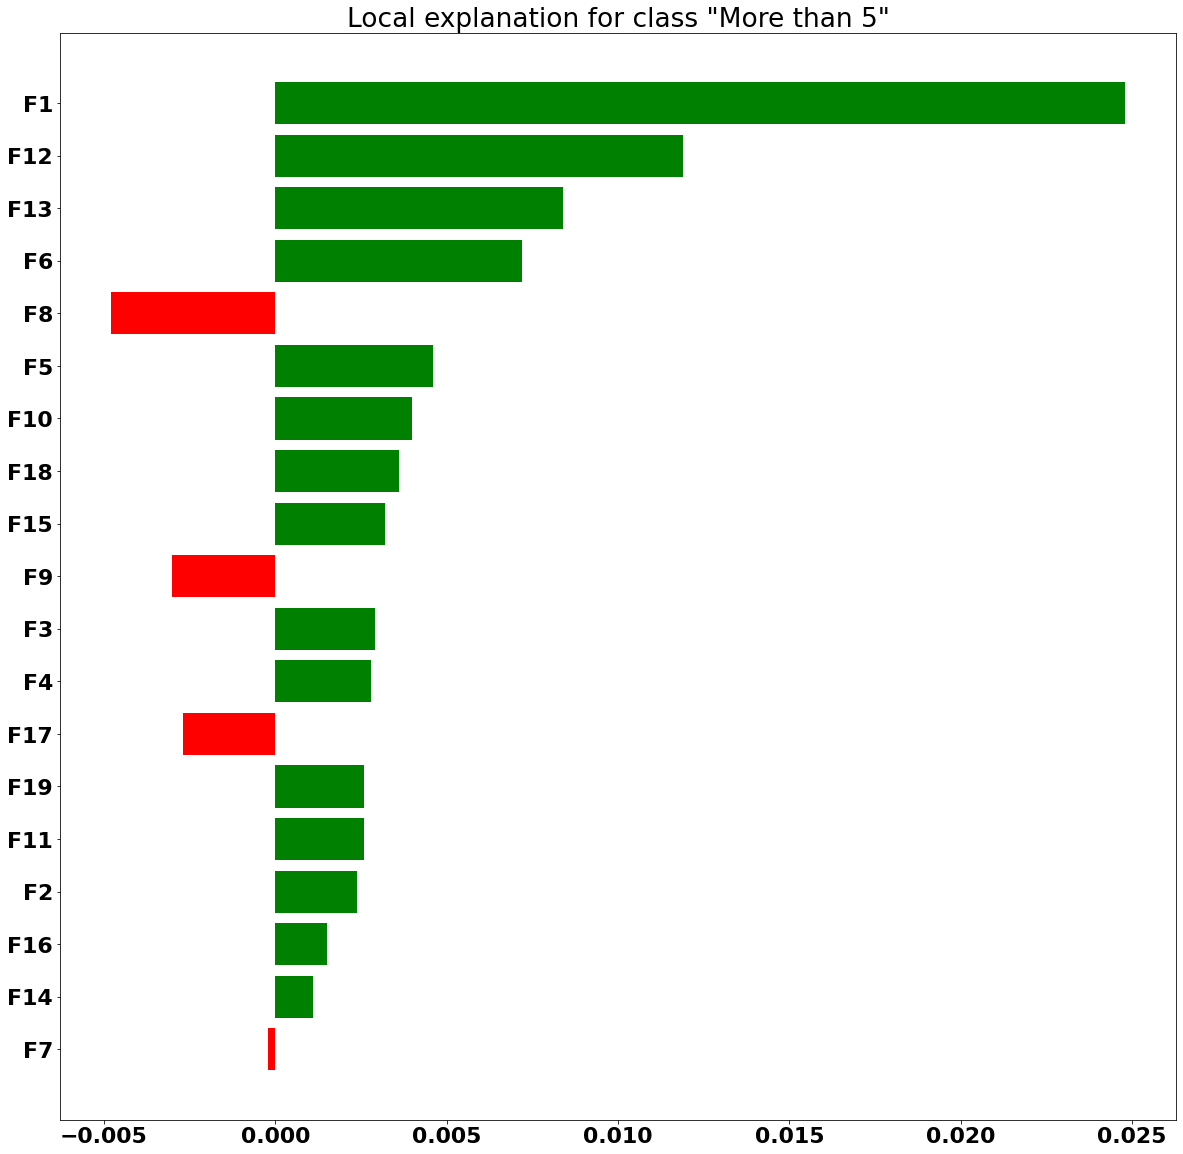 Local explanation for class "More than 5"
F1
F12
F13
F6
F8
F5
F10
F18
F15
F9
F3
F4
F17
F19
F11
F2
F16
F14
F7
−0.005 0.000 0.005 0.010 0.015 0.020 0.025